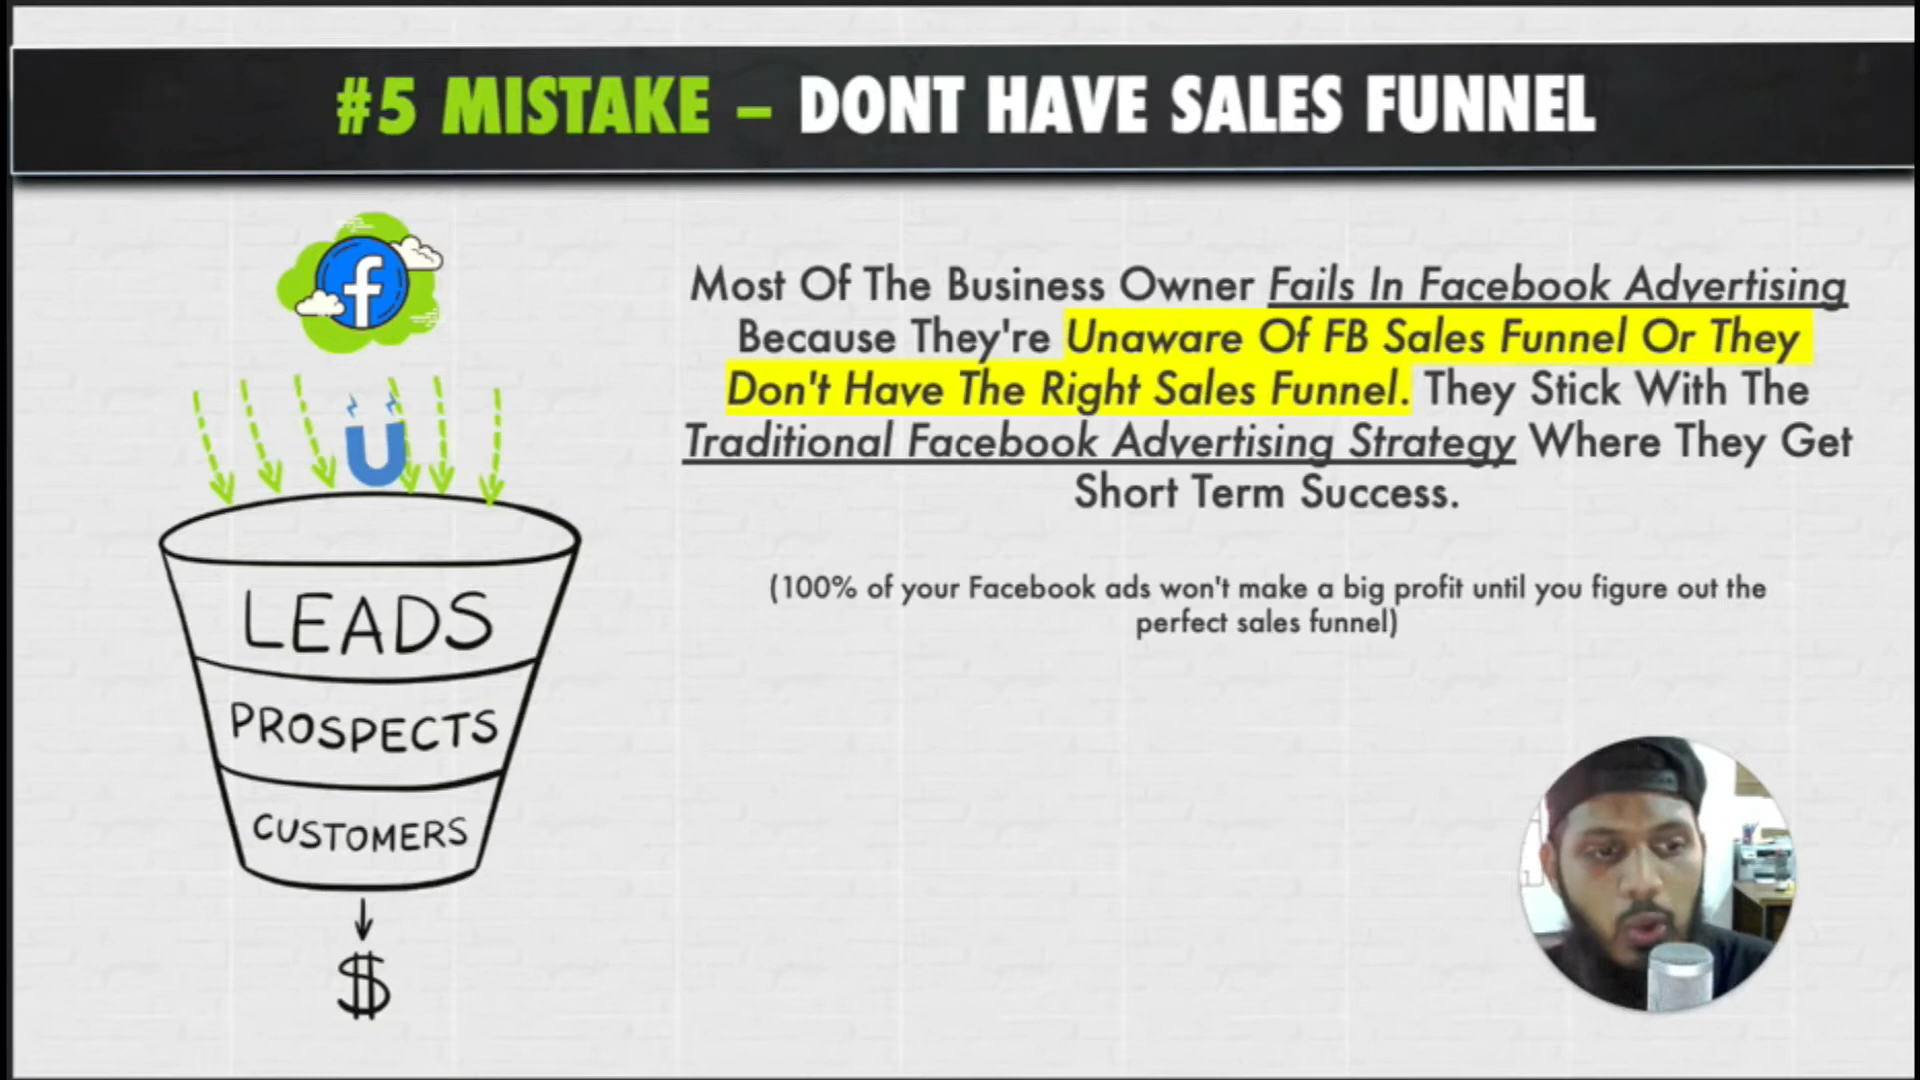 #5 MISTAKE – DONT HAVE SALES FUNNEL
Most Of The Business Owner Fails In Facebook Advertising
Because They're Unaware Of FB Sales Funnel Or They
Don't Have The Right Sales Funnel. They Stick With The
Traditional Facebook Advertising Strategy Where They Get
Short Term Success.
(100% of your Facebook ads won't make a big profit until you figure out the
perfect sales funnel)
f
LEADS
PROSPECTS
CUSTOMERS
$